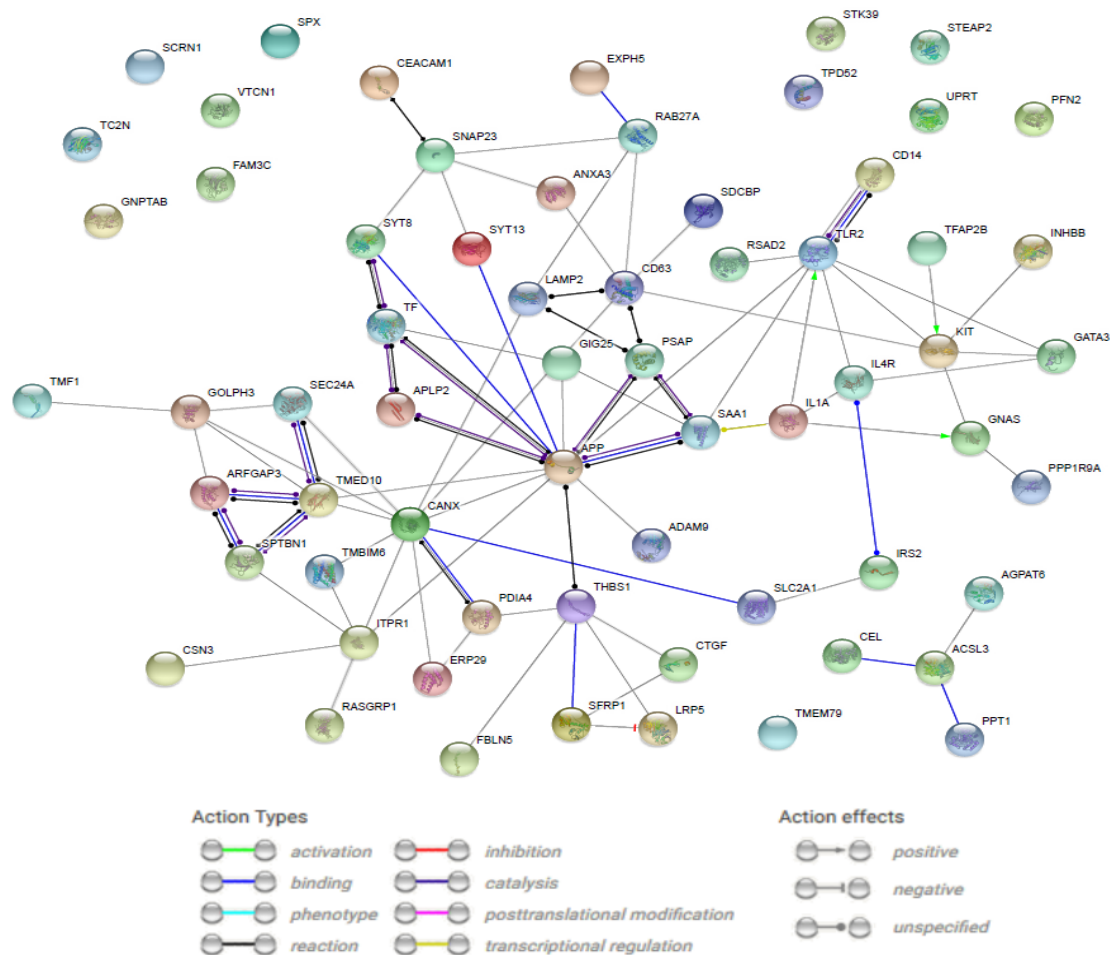 SPX
STK39
STEAP2
SCRN1
CEACAM1
EXPH5
TPD52
VTCN1
UPRT
PFN2
TC2N
SNAP23
RAB27A
CD14
FAM3C
ANXA3
SDCBP
GNPTAB
SYT8
SYT13
TLR2
TFAP2B
INHBB
RSAD2
LAMP2
CD63
TF
GIG25
PSAP
KIT
GATA3
TMF1
GOLPH3
SEC24A
APLP2
SAA1
IL4R
IL1A
GNAS
APP
ARFGAP3
TMED10
PPP1R9A
CANX
ADAM9
SPTBN1
TMBIM6
IRS2
PDIA4
THBS1
SLC2A1
AGPAT6
ITPR1
CSN3
CTGF
CEL
ACSL3
ERP29
RASGRP1
SFRP1
LRP5
FBLN5
TMEM79
PPT1
Action Types
Action effects
activation
inhibition
positive
binding
catalysis
negative
phenotype
posttranslational modification
unspecified
reaction
transcriptional regulation